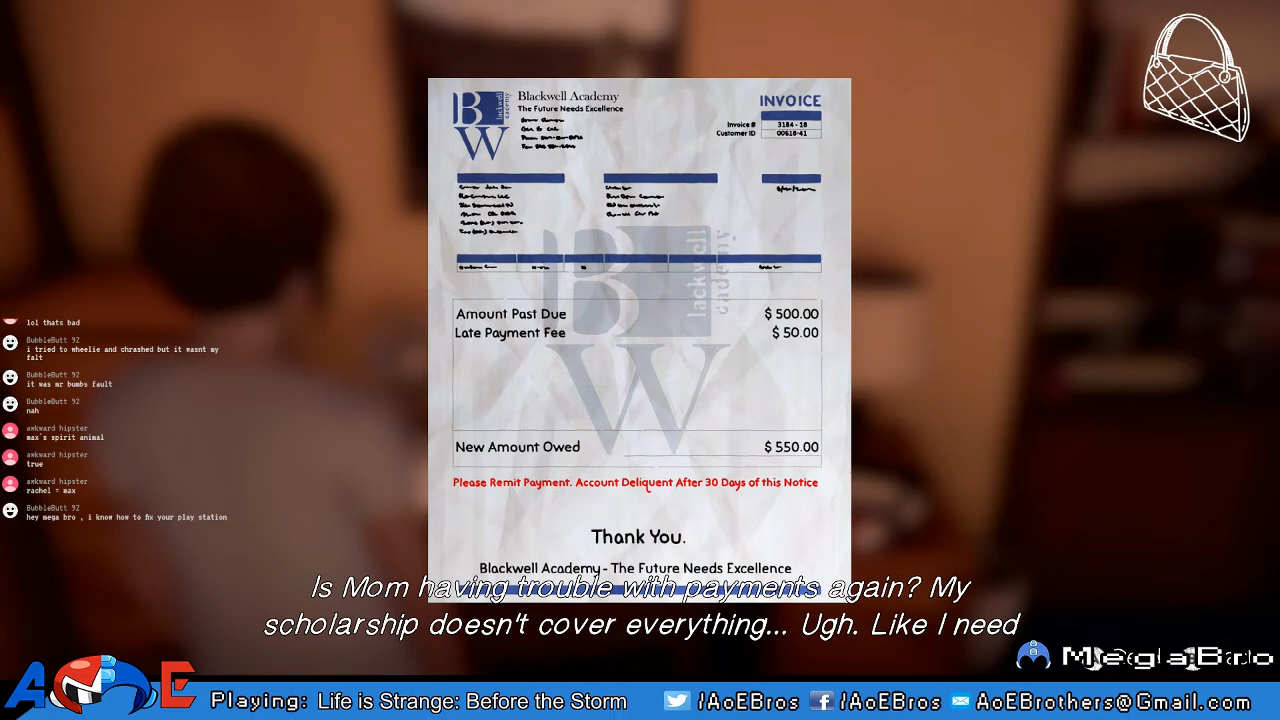 Blackwell Academy
The Future Needs Excellence
B
lackwell
cademy
W
INVOICE
Invoice # 3184-18
Customer ID 00618-41
lackwell
cademy
W
Amount Past Due $ 500.00
Late Payment Fee $ 50.00
New Amount Owed $ 550.00
Please Remit Payment. Account Deliquent After 30 Days of this Notice
Thank You.
Blackwell Academy - The Future Needs Excellence
Is Mom having trouble with payments again? My
scholarship doesn't cover everything... Ugh. Like I need
lol thats bad
BubbleButt 92
i tried to wheelie and chrashed but it wasnt my
falt
BubbleButt 92
it was mr bumbs fault
BubbleButt 92
nah
awkward hipster
max's spirit animal
awkward hipster
true
awkward hipster
rachel = max
BubbleButt 92
hey mega bro , i know how to fix your play station
MegaBro
AOE
Playing: Life is Strange: Before the Storm
/AoEBros
/AoEBros
AoEBrothers@Gmail.com